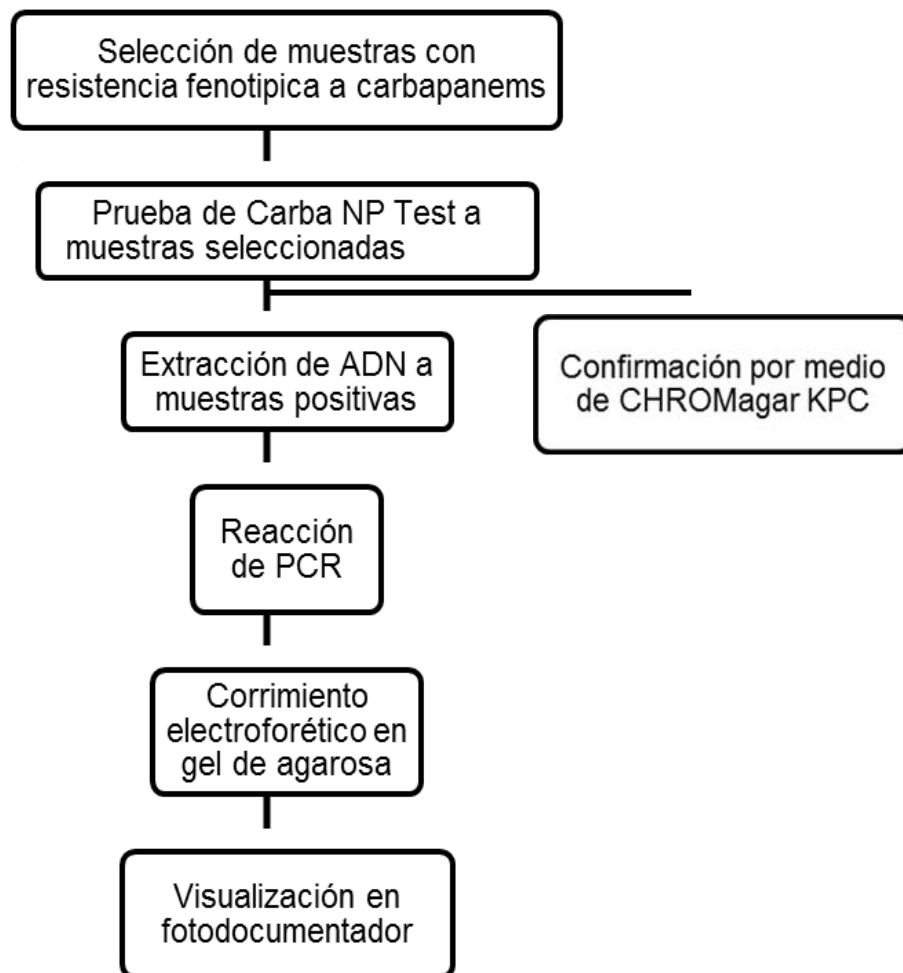 Selección de muestras con
resistencia fenotipica a carbapanems
Prueba de Carba NP Test a
muestras seleccionadas
Extracción de ADN a
muestras positivas
Confirmación por medio
de CHROMagar KPC
Reacción
de PCR
Corrimiento
electroforético en
gel de agarosa
Visualización en
fotodocumentador